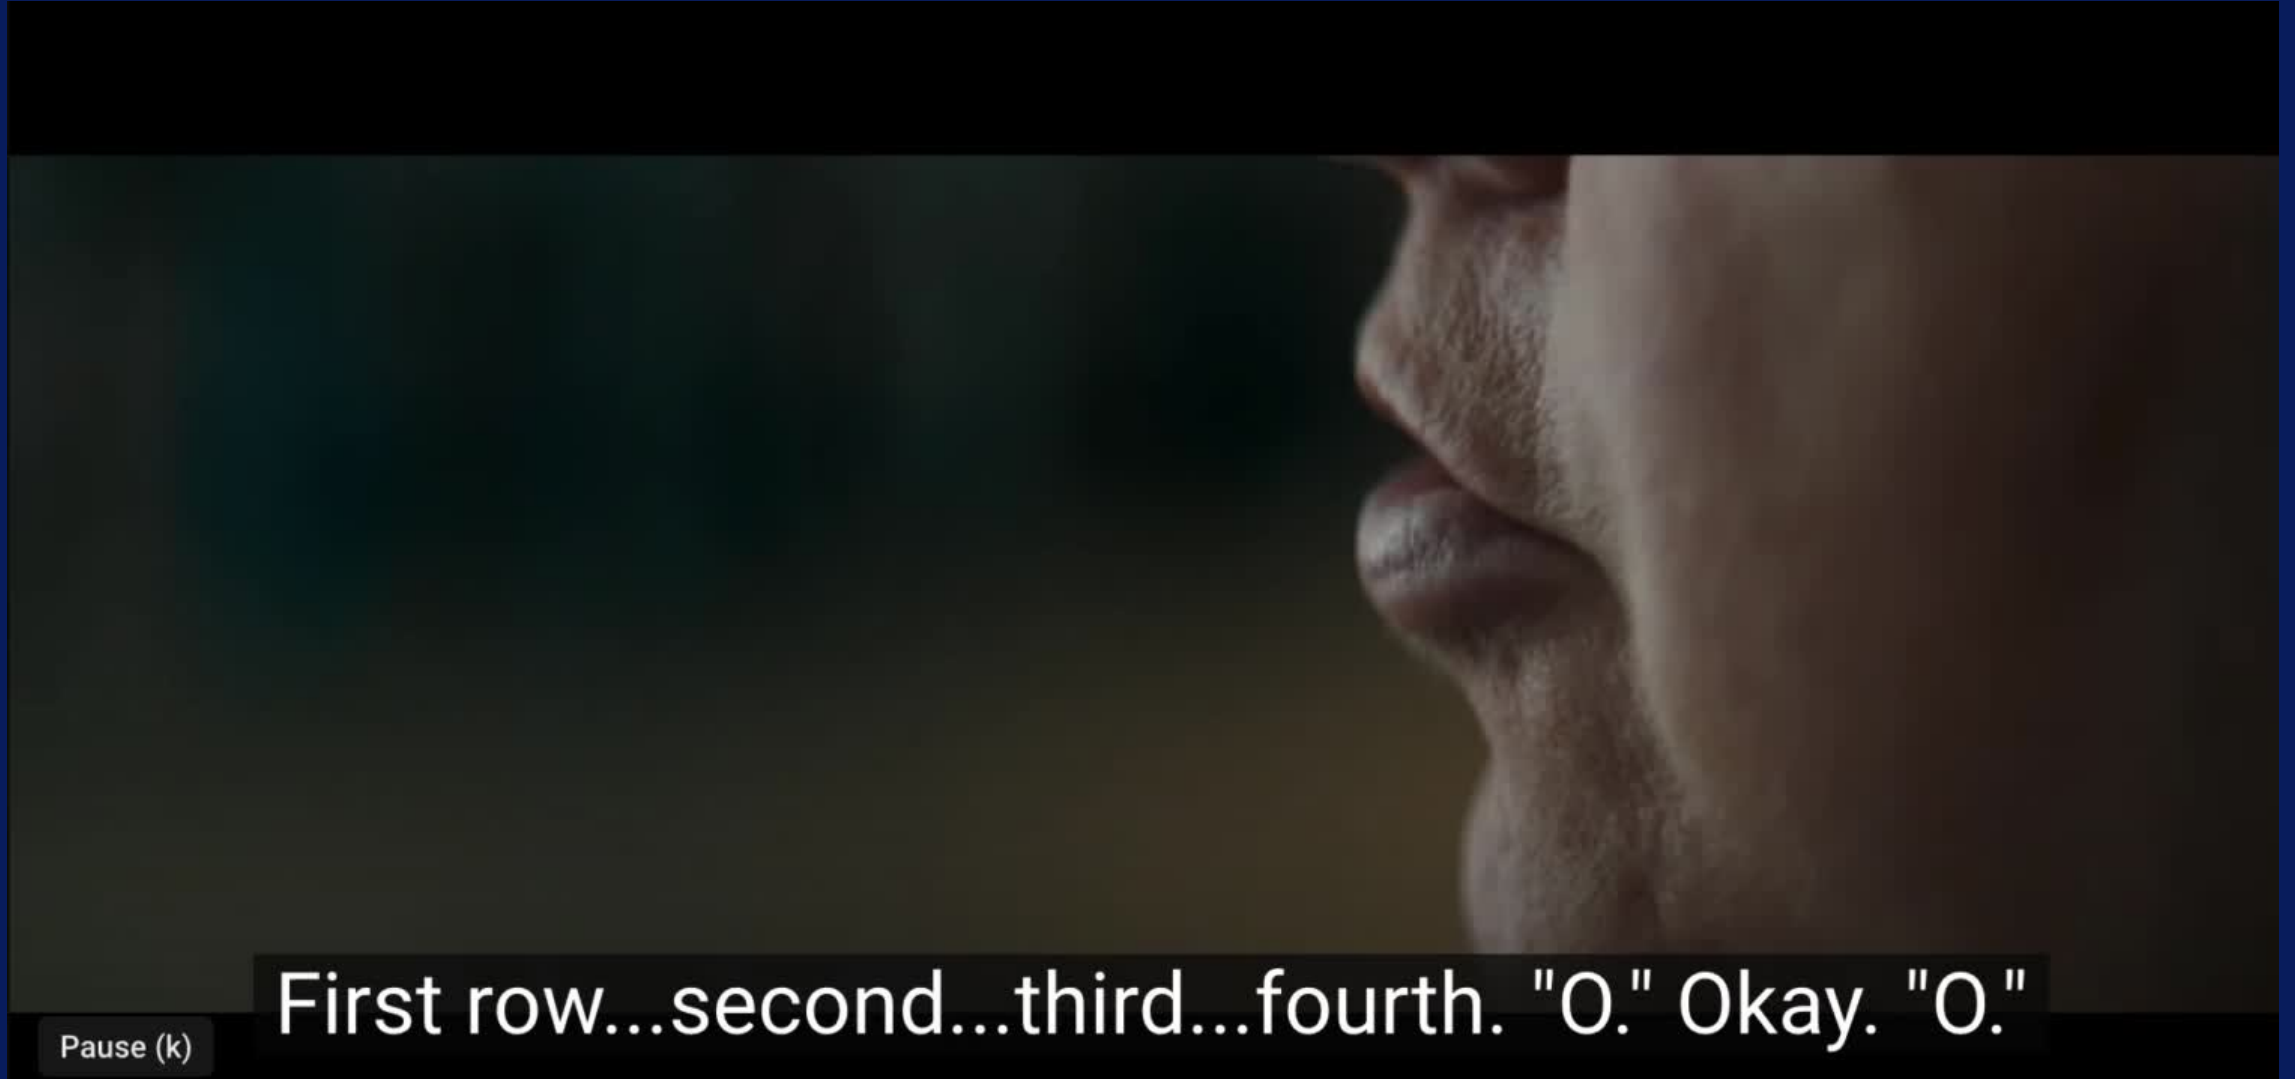 First row...second...third...fourth. "O." Okay. "O."
Pause (k)